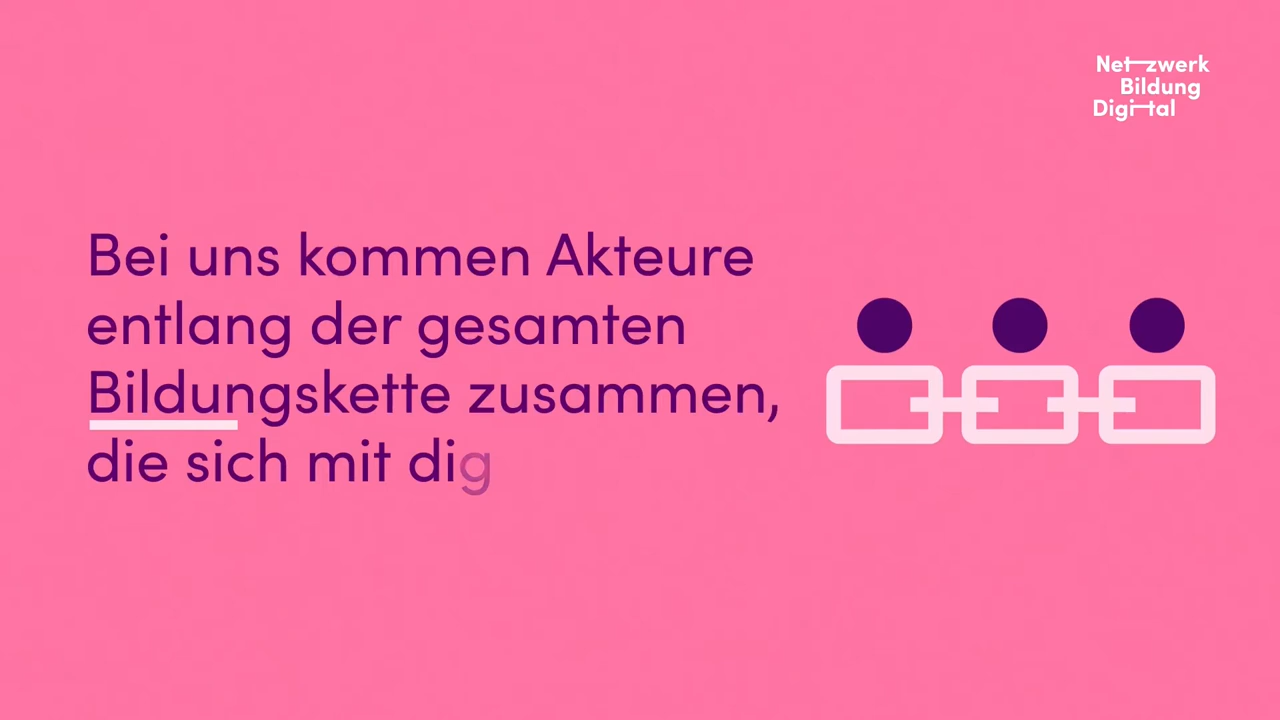 Netzwerk
Bildung
Digital
Bei uns kommen Akteure
entlang der gesamten
Bildungskette zusammen,
die sich mit dig